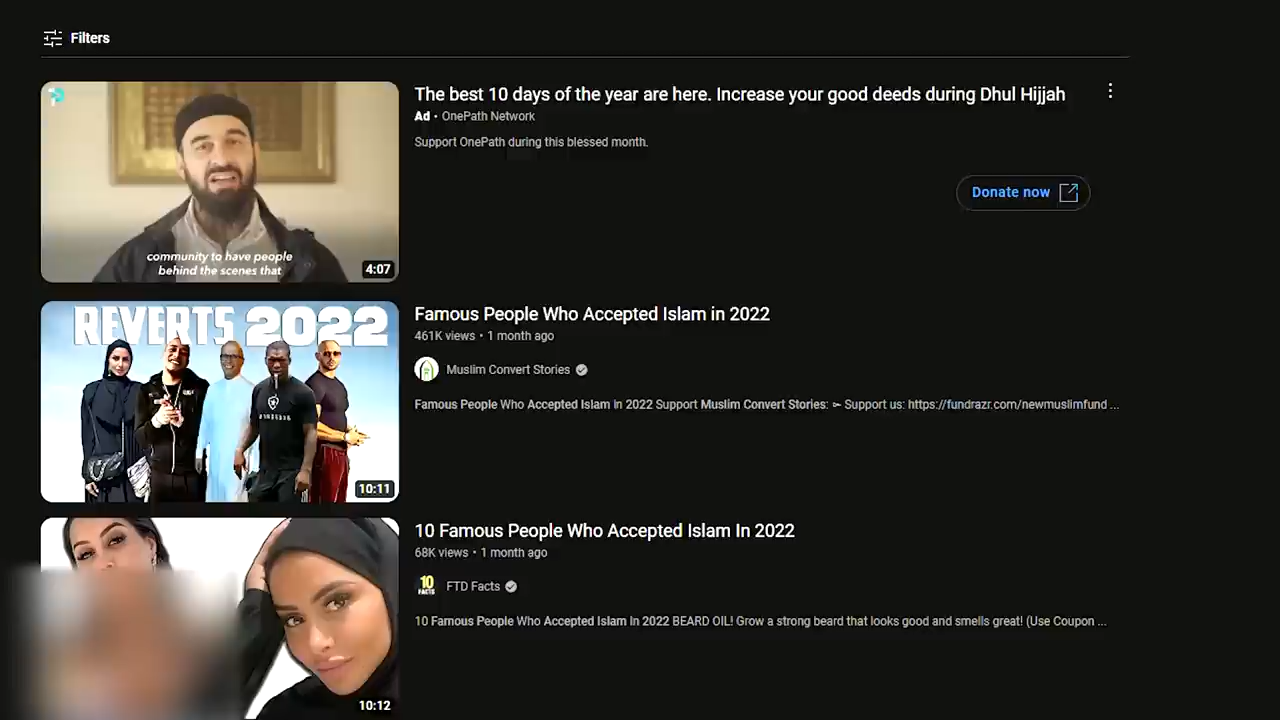 Filters
The best 10 days of the year are here. Increase your good deeds during Dhul Hijjah
Ad • OnePath Network
Support OnePath during this blessed month.
Donate now
community to have people
behind the scenes that
4:07
REVERTS 2022
10:11
Famous People Who Accepted Islam in 2022
461K views • 1 month ago
Muslim Convert Stories
Famous People Who Accepted Islam in 2022 Support Muslim Convert Stories: ➳ Support us: https://fundrazr.com/newmuslimfund ...
10 Famous People Who Accepted Islam In 2022
68K views • 1 month ago
10
FACTS
FTD Facts
10 Famous People Who Accepted Islam In 2022 BEARD OIL! Grow a strong beard that looks good and smells great! (Use Coupon ...
10:12